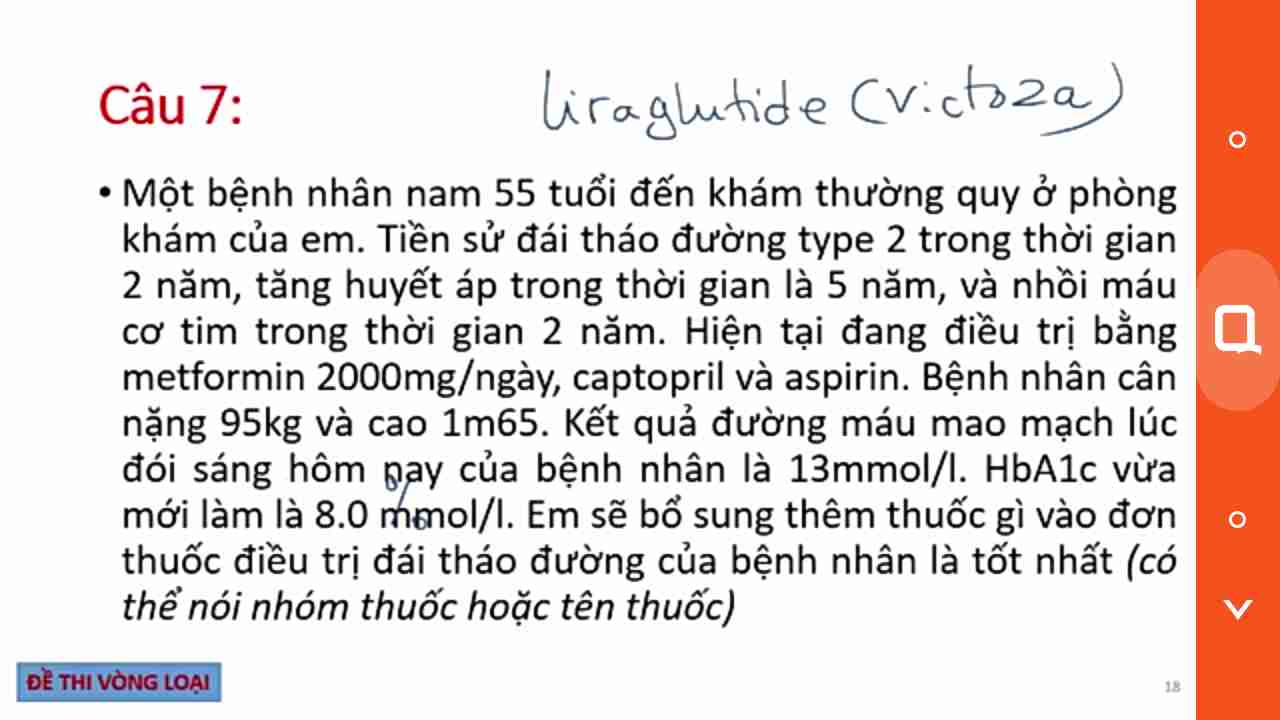 Câu 7:
liraglutide (Victoza)
• Một bệnh nhân nam 55 tuổi đến khám thường quy ở phòng
khám của em. Tiền sử đái tháo đường type 2 trong thời gian
2 năm, tăng huyết áp trong thời gian là 5 năm, và nhồi máu
cơ tim trong thời gian 2 năm. Hiện tại đang điều trị bằng
metformin 2000mg/ngày, captopril và aspirin. Bệnh nhân cân
nặng 95kg và cao 1m65. Kết quả đường máu mao mạch lúc
đói sáng hôm nay của bệnh nhân là 13mmol/l. HbA1c vừa
%
mới làm là 8.0 mmol/l. Em sẽ bổ sung thêm thuốc gì vào đơn
thuốc điều trị đái tháo đường của bệnh nhân là tốt nhất (có
thể nói nhóm thuốc hoặc tên thuốc)
ĐỀ THI VÒNG LOẠI
18